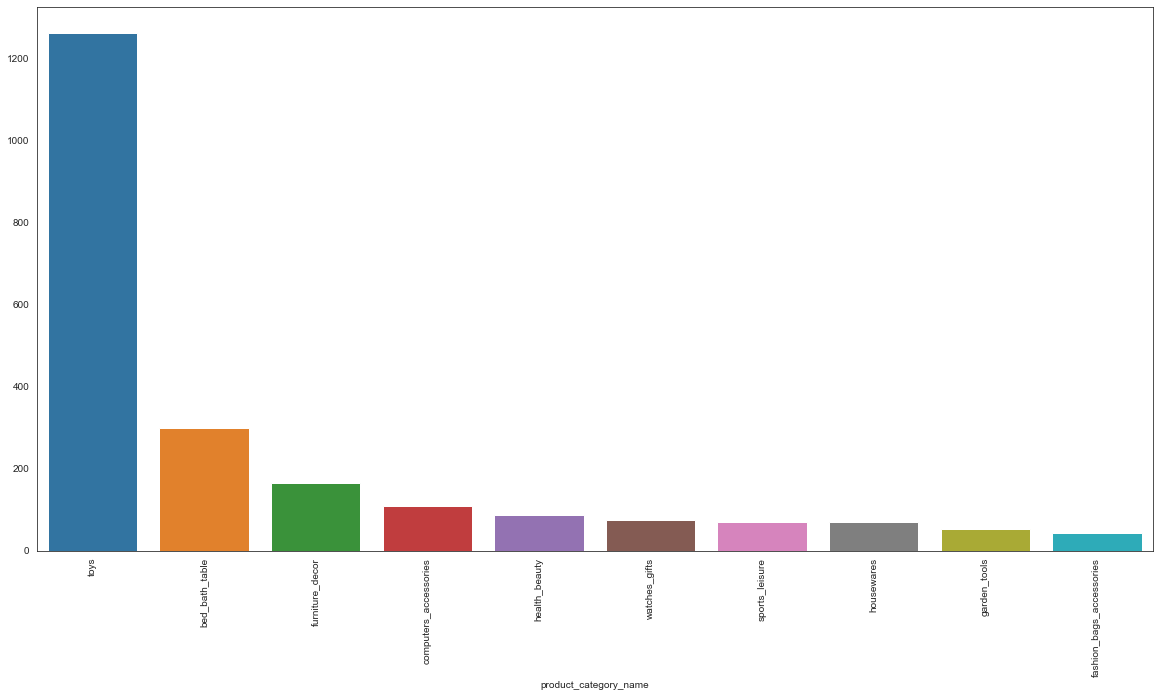 1200
1000
800
600
400
200
0
toys
bed_bath_table
furniture_decor
computers_accessories
health_beauty
watches_gifts
sports_leisure
housewares
garden_tools
fashion_bags_accessories
product_category_name